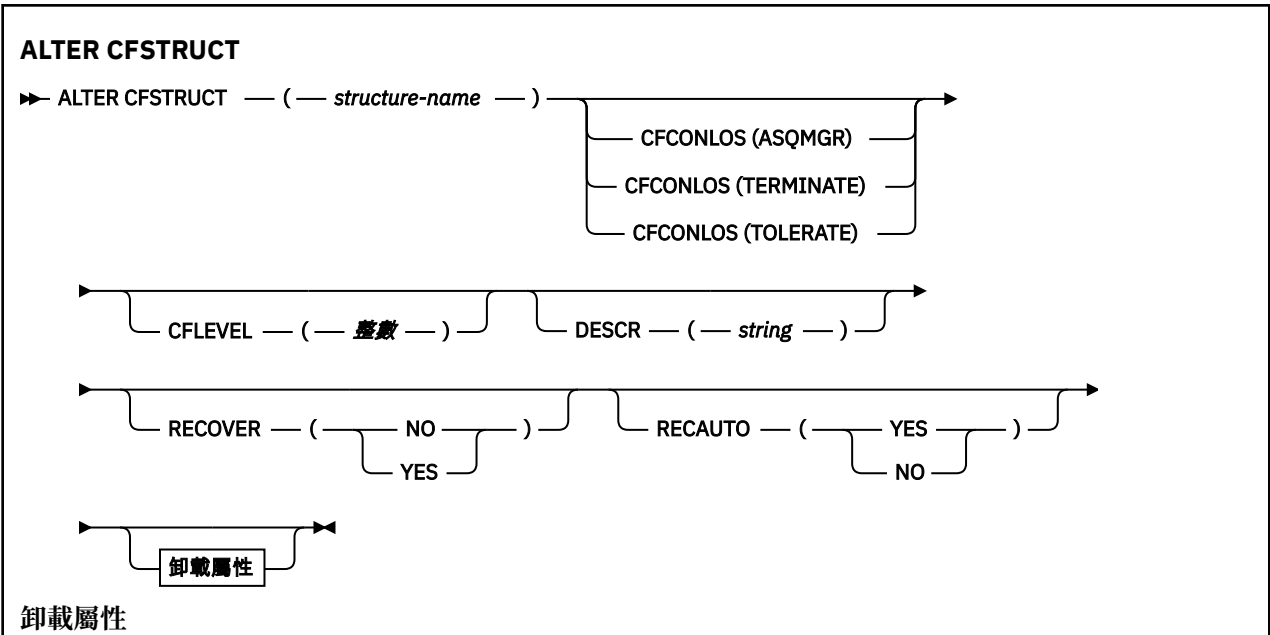 ALTER CFSTRUCT
ALTER CFSTRUCT ( structure-name )
CFCONLOS (ASQMGR)
CFCONLOS (TERMINATE)
CFCONLOS (TOLERATE)
CFLEVEL ( 整數 ) DESCR ( string )
RECOVER ( NO ) RECAUTO ( YES )
YES NO
卸載屬性
卸載屬性